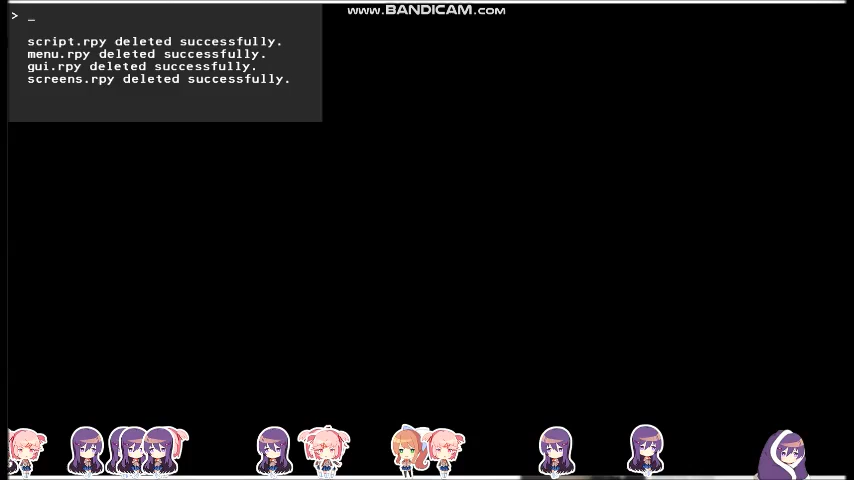 www.BANDICAM.com
> _
script.rpy deleted successfully.
menu.rpy deleted successfully.
gui.rpy deleted successfully.
screens.rpy deleted successfully.